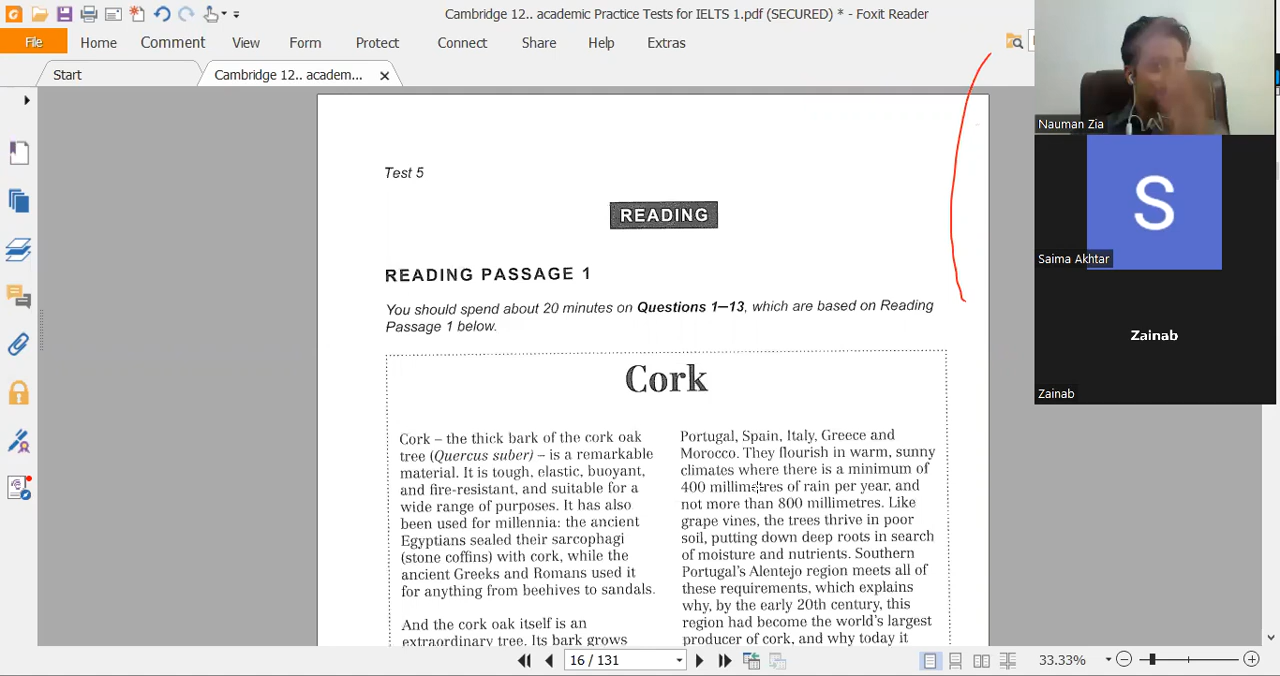 Cambridge 12.. academic Practice Tests for IELTS 1.pdf (SECURED) * - Foxit Reader
File Home Comment View Form Protect Connect Share Help Extras
Start Cambridge 12.. academ...
Nauman Zia
S
Saima Akhtar
Zainab
Zainab
Test 5
READING
READING PASSAGE 1
You should spend about 20 minutes on Questions 1–13, which are based on Reading
Passage 1 below.
Cork
Cork – the thick bark of the cork oak
tree (Quercus suber) – is a remarkable
material. It is tough, elastic, buoyant,
and fire-resistant, and suitable for a
wide range of purposes. It has also
been used for millennia: the ancient
Egyptians sealed their sarcophagi
(stone coffins) with cork, while the
ancient Greeks and Romans used it
for anything from beehives to sandals.
And the cork oak itself is an
extraordinary tree. Its bark grows
Portugal, Spain, Italy, Greece and
Morocco. They flourish in warm, sunny
climates where there is a minimum of
400 millimetres of rain per year, and
not more than 800 millimetres. Like
grape vines, the trees thrive in poor
soil, putting down deep roots in search
of moisture and nutrients. Southern
Portugal's Alentejo region meets all of
these requirements, which explains
why, by the early 20th century, this
region had become the world's largest
producer of cork, and why today it
16 / 131
33.33%